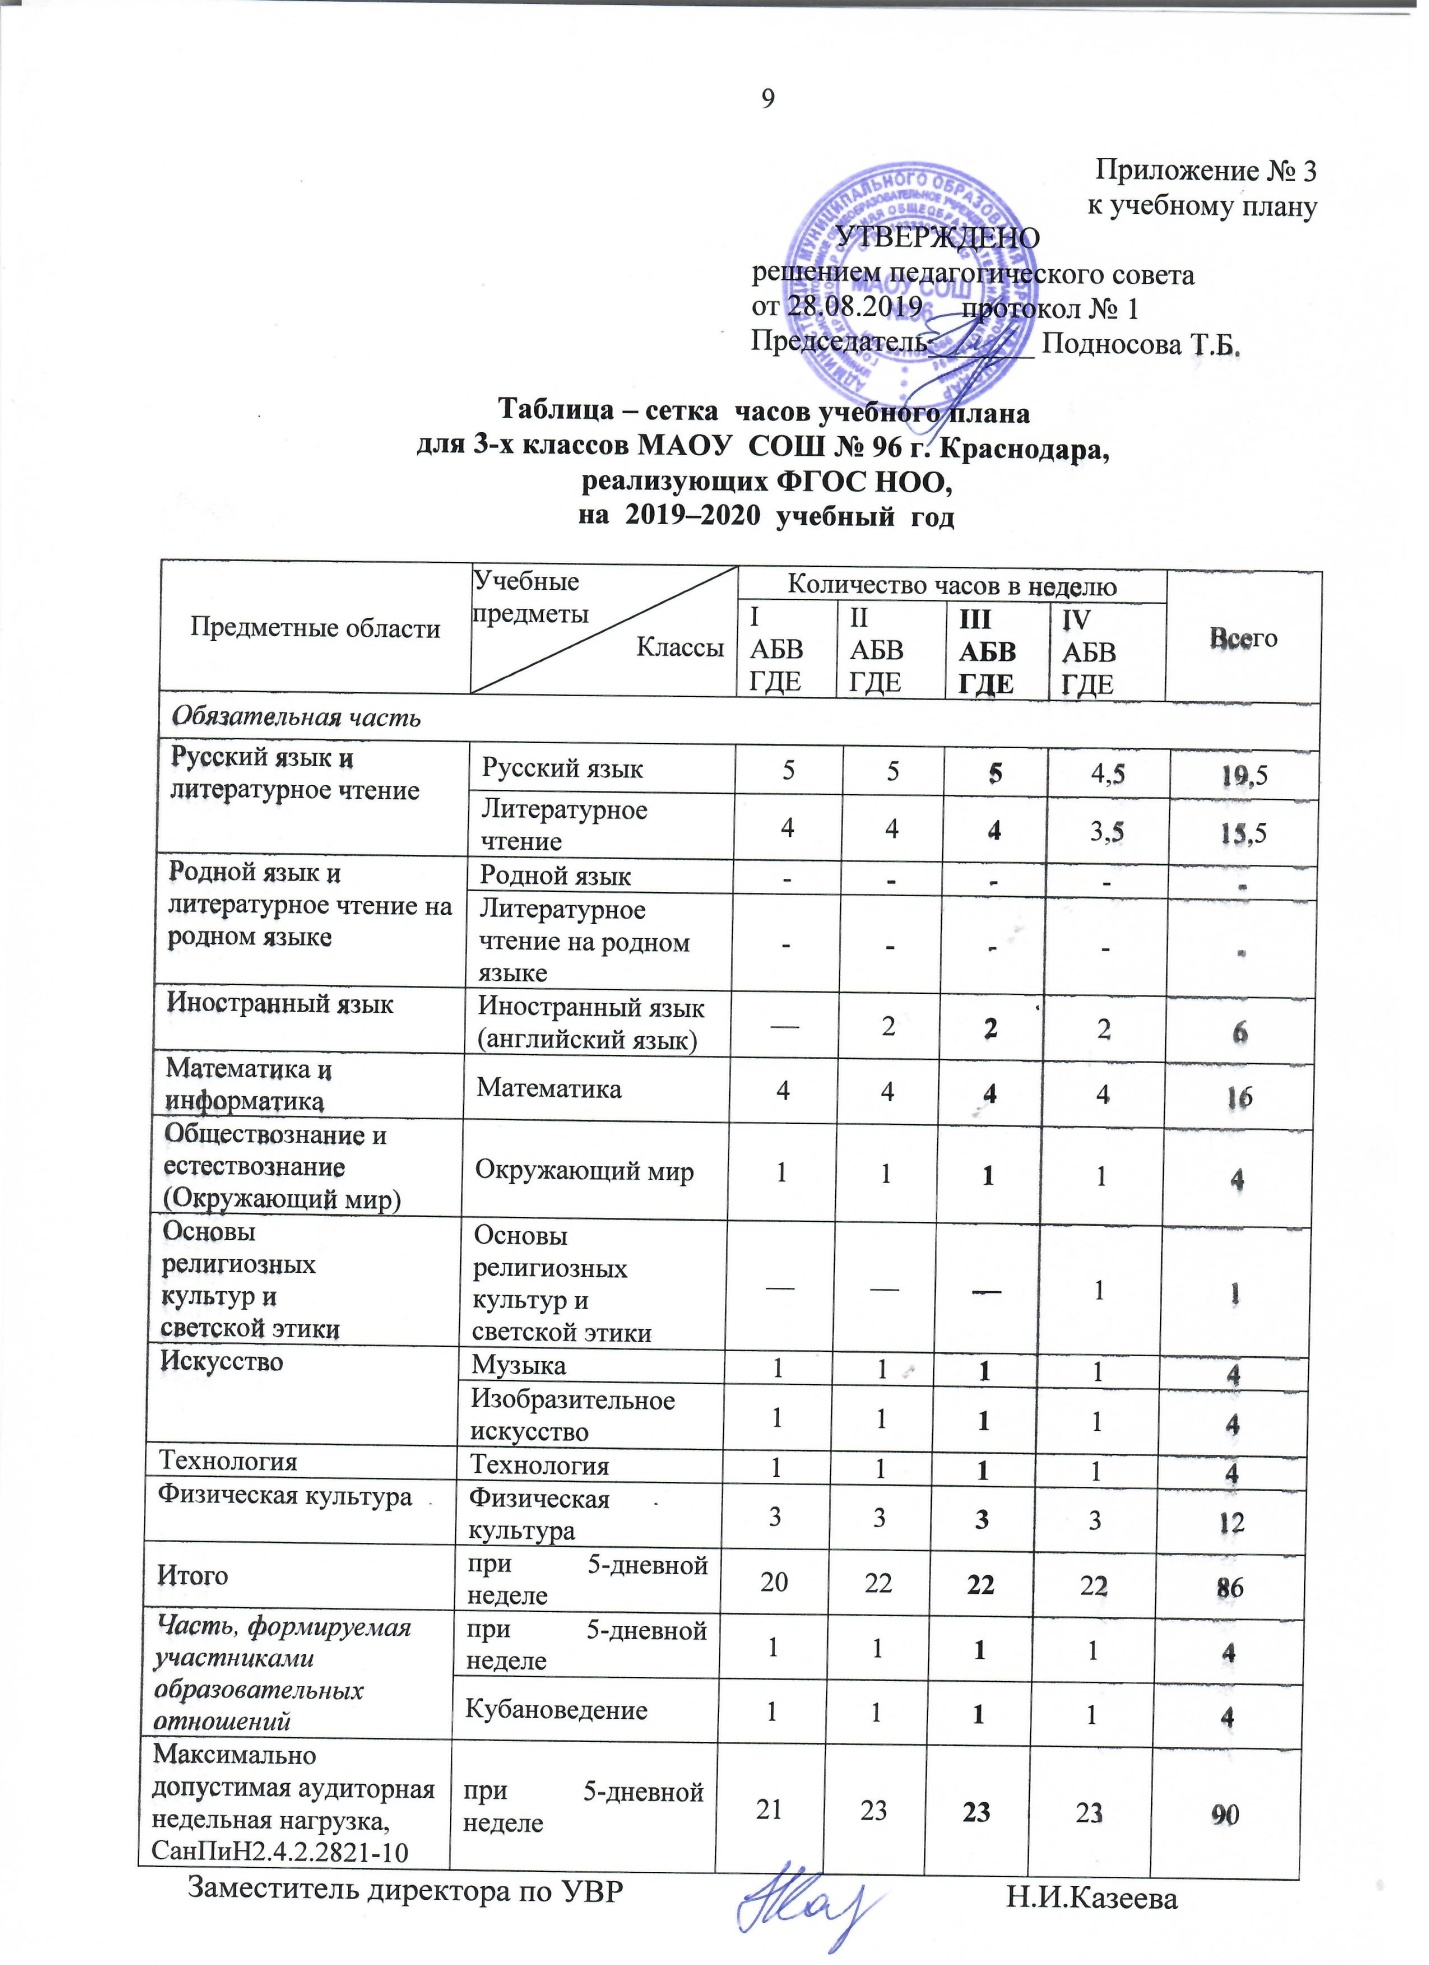 9
Приложение № 3
к учебному плану
УТВЕРЖДЕНО
решением педагогического совета
от 28.08.2019 протокол № 1
Председатель________ Подносова Т.Б.
МАОУ СОШ
№96
Таблица – сетка часов учебного плана
для 3-х классов МАОУ СОШ № 96 г. Краснодара,
реализующих ФГОС НОО,
на 2019–2020 учебный год
Предметные области
Учебные
предметы
Классы
Количество часов в неделю
Всего
I
АБВ
ГДЕ
II
АБВ
ГДЕ
III
АБВ
ГДЕ
IV
АБВ
ГДЕ
Обязательная часть
Русский язык и
литературное чтение
Русский язык
5 5 5 4,5 19,5
Литературное
чтение
4 4 4 3,5 15,5
Родной язык и
литературное чтение на
родном языке
Родной язык
- - - - -
Литературное
чтение на родном
языке
- - - - -
Иностранный язык
Иностранный язык
(английский язык)
— 2 2 2 6
Математика и
информатика
Математика
4 4 4 4 16
Обществознание и
естествознание
(Окружающий мир)
Окружающий мир
1 1 1 1 4
Основы
религиозных
культур и
светской этики
Основы
религиозных
культур и
светской этики
— — — 1 1
Искусство
Музыка
1 1 1 1 4
Изобразительное
искусство
1 1 1 1 4
Технология
Технология
1 1 1 1 4
Физическая культура
Физическая
культура
3 3 3 3 12
Итого
при 5-дневной
неделе
20 22 22 22 86
Часть, формируемая
участниками
образовательных
отношений
при 5-дневной
неделе
1 1 1 1 4
Кубановедение
1 1 1 1 4
Максимально
допустимая аудиторная
недельная нагрузка,
СанПиН2.4.2.2821-10
при 5-дневной
неделе
21 23 23 23 90
Заместитель директора по УВР Н.И.Казеева